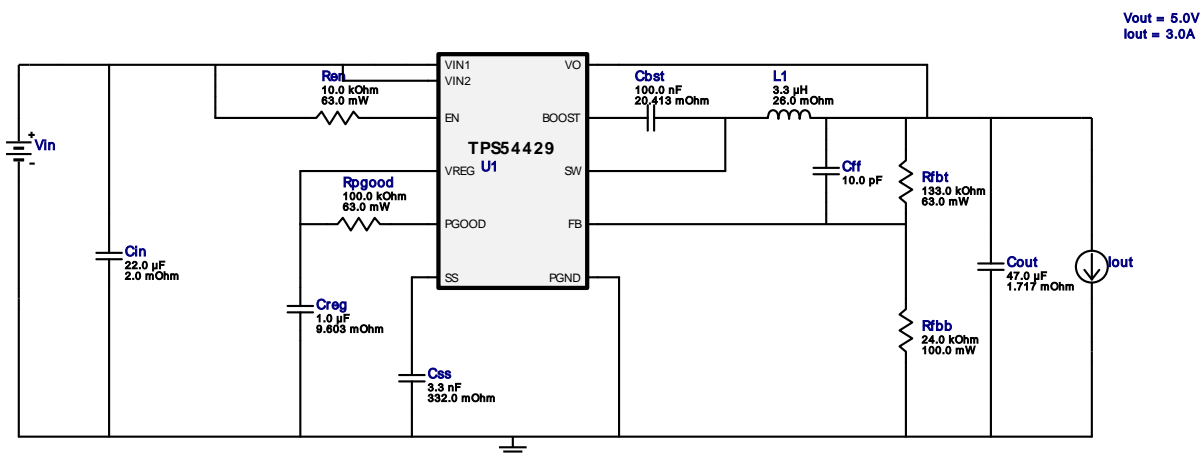 Vout = 5.0V
Iout = 3.0A
VIN1
VIN2
EN
VREG
PGOOD
SS
VO
BOOST
SW
FB
PGND
TPS54429
U1
Vin
+
-
Cin
22.0 µF
2.0 mOhm
Ren
10.0 kOhm
63.0 mW
Rpgood
100.0 kOhm
63.0 mW
Creg
1.0 µF
9.603 mOhm
Css
3.3 nF
332.0 mOhm
Cbst
100.0 nF
20.413 mOhm
L1
3.3 µH
26.0 mOhm
Cff
10.0 pF
Rfbt
133.0 kOhm
63.0 mW
Rfbb
24.0 kOhm
100.0 mW
Cout
47.0 µF
1.717 mOhm
Iout